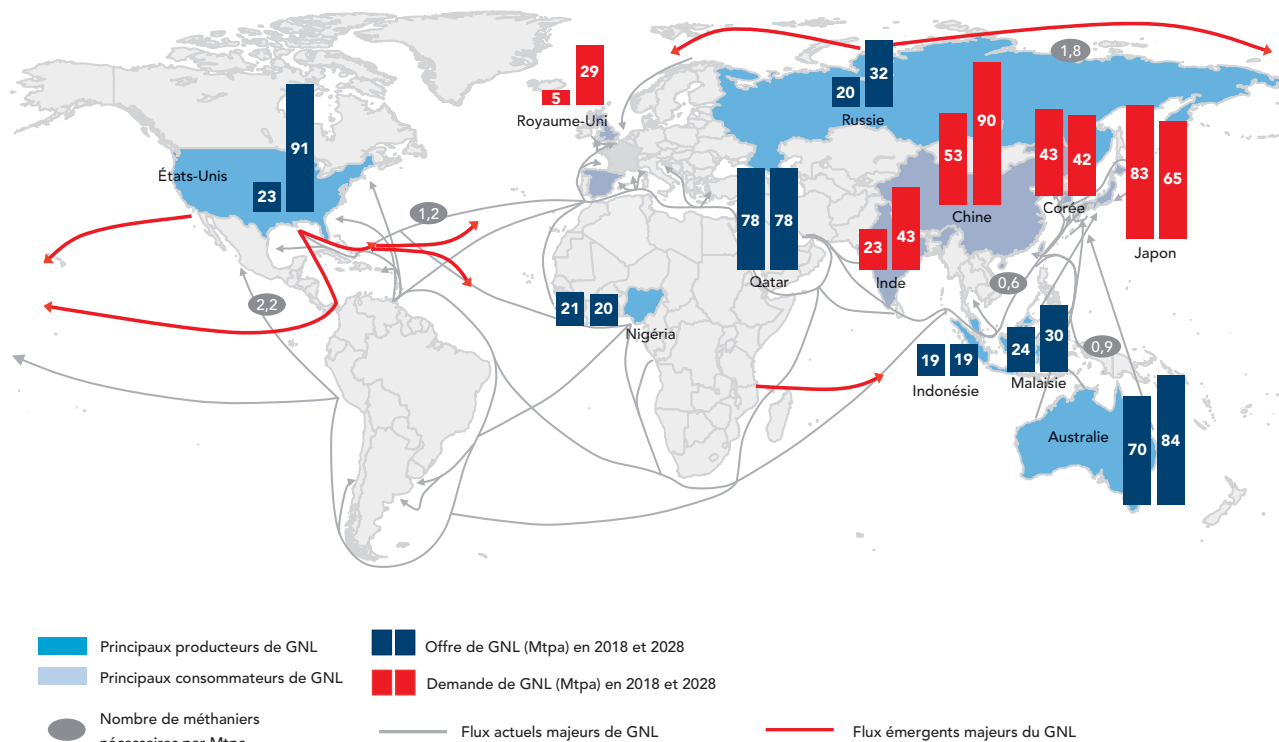 29
5
Royaume-Uni
1,8
32
20
Russie
91
23
États-Unis
90
53
Chine
43
42
Corée
83
65
Japon
1,2
78
78
Qatar
23
43
Inde
0,6
2,2
21
20
Nigéria
19
19
Indonésie
24
30
Malaisie
0,9
Australie
70
84
Principaux producteurs de GNL
Offre de GNL (Mtpa) en 2018 et 2028
Principaux consommateurs de GNL
Demande de GNL (Mtpa) en 2018 et 2028
Nombre de méthaniers
nécessaires par Mtpa
Flux actuels majeurs de GNL
Flux émergents majeurs du GNL